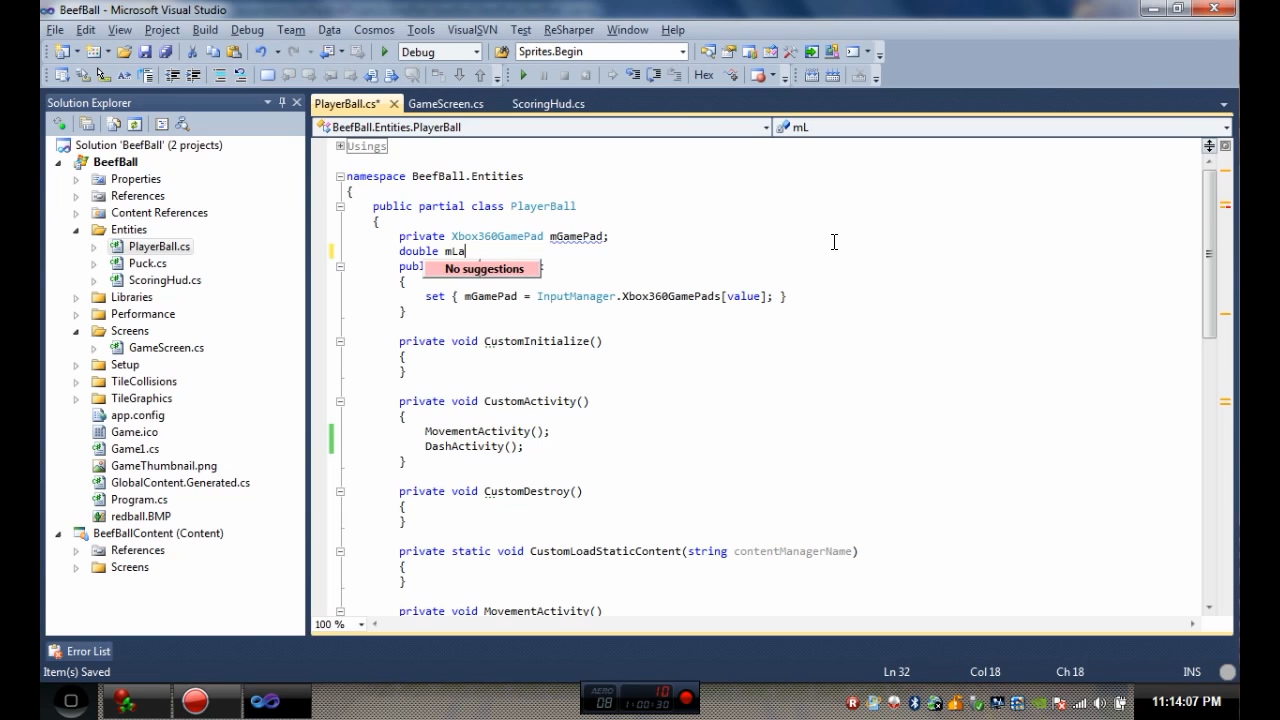 BeefBall - Microsoft Visual Studio
File Edit View Project Build Debug Team Data Cosmos Tools VisualSVN Test ReSharper Window Help
Debug Sprites.Begin
Hex
Solution Explorer
Solution 'BeefBall' (2 projects)
BeefBall
Properties
References
Content References
Entities
PlayerBall.cs
Puck.cs
ScoringHud.cs
Libraries
Performance
Screens
GameScreen.cs
Setup
TileCollisions
TileGraphics
app.config
Game.ico
Game1.cs
GameThumbnail.png
GlobalContent.Generated.cs
Program.cs
redball.BMP
BeefBallContent (Content)
References
Screens
PlayerBall.cs* GameScreen.cs ScoringHud.cs
BeefBall.Entities.PlayerBall mL
Usings
namespace BeefBall.Entities
{
public partial class PlayerBall
{
private Xbox360GamePad mGamePad;
double mLa
publ
No suggestions
{
set { mGamePad = InputManager.Xbox360GamePads[value]; }
}
private void CustomInitialize()
{
}
private void CustomActivity()
{
MovementActivity();
DashActivity();
}
private void CustomDestroy()
{
}
private static void CustomLoadStaticContent(string contentManagerName)
{
}
private void MovementActivity()
100 %
Error List
Item(s) Saved Ln 32 Col 18 Ch 18 INS
AERO 08 10 1:00:30
11:14:07 PM